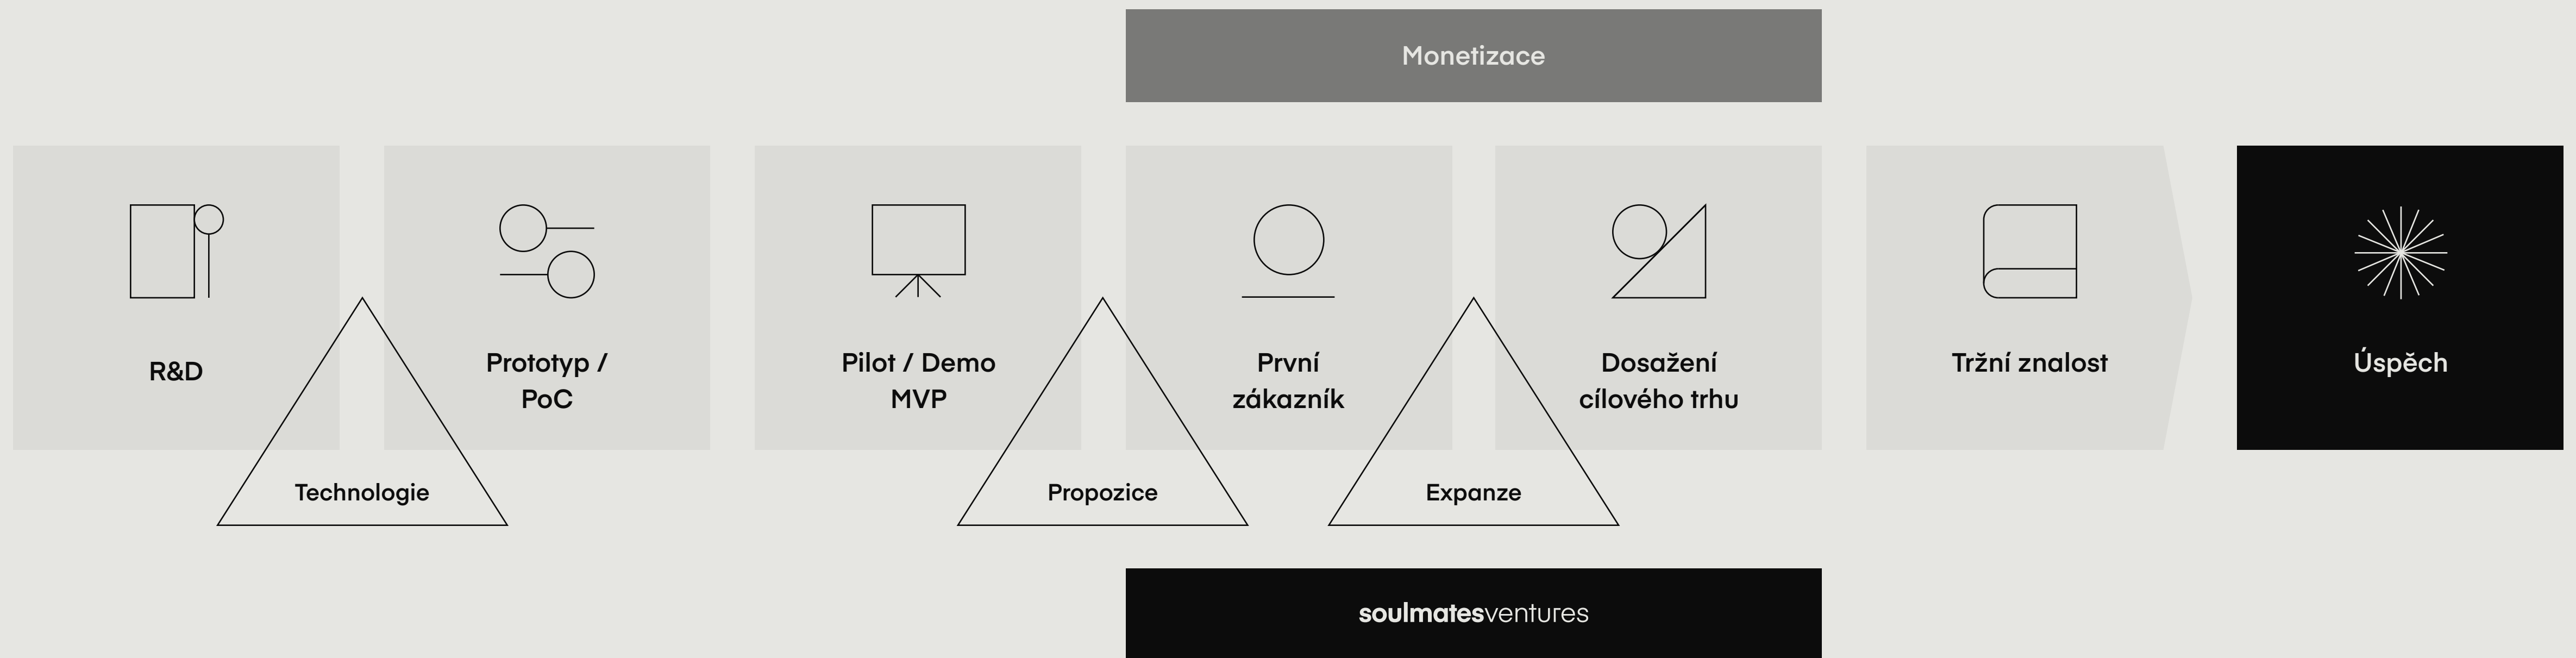 Monetizace
R&D
Prototyp /
PoC
Pilot / Demo
MVP
První
zákazník
Dosažení
cílového trhu
Tržní znalost
Úspěch
Technologie
Propozice
Expanze
soulmatesventures